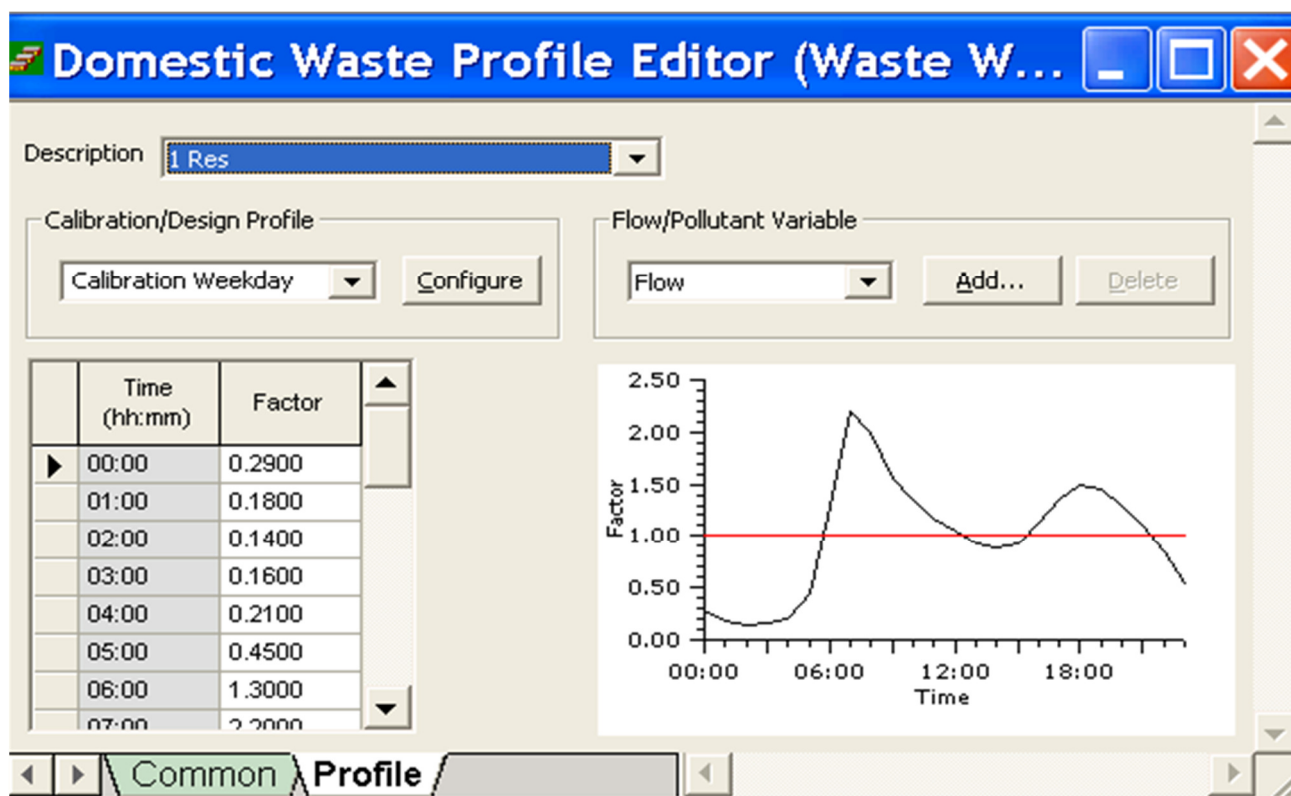 Domestic Waste Profile Editor (Waste W...
Description 1 Res
Calibration/Design Profile
Calibration Weekday Configure
Flow/Pollutant Variable
Flow Add... Delete
Time (hh:mm) Factor
00:00 0.2900
01:00 0.1800
02:00 0.1400
03:00 0.1600
04:00 0.2100
05:00 0.4500
06:00 1.3000
07:00 2.2000
2.50
2.00
1.50
1.00
0.50
0.00
Factor
00:00 06:00 12:00 18:00
Time
Common Profile